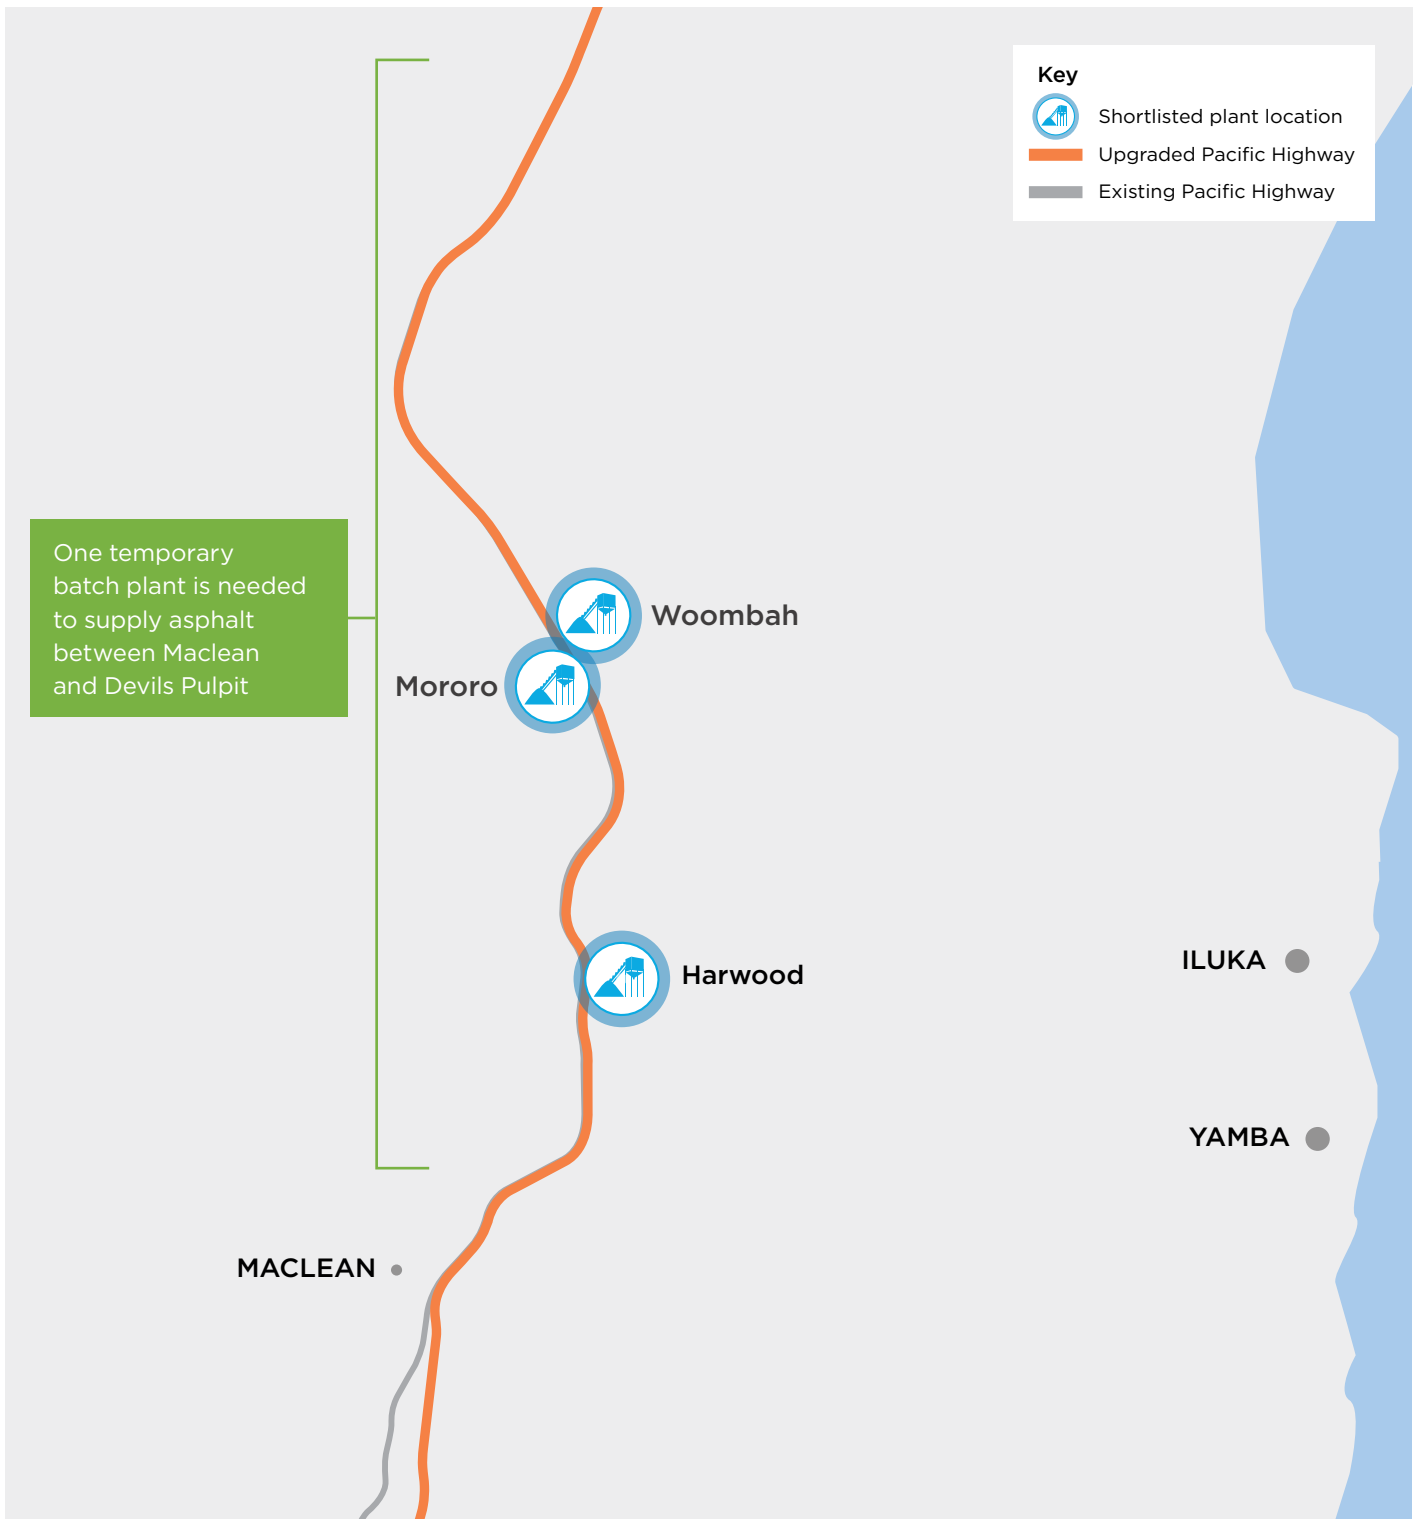 Key
Shortlisted plant location
Upgraded Pacific Highway
Existing Pacific Highway
One temporary
batch plant is needed
to supply asphalt
between Maclean
and Devils Pulpit
Woombah
Mororo
Harwood
ILUKA
YAMBA
MACLEAN